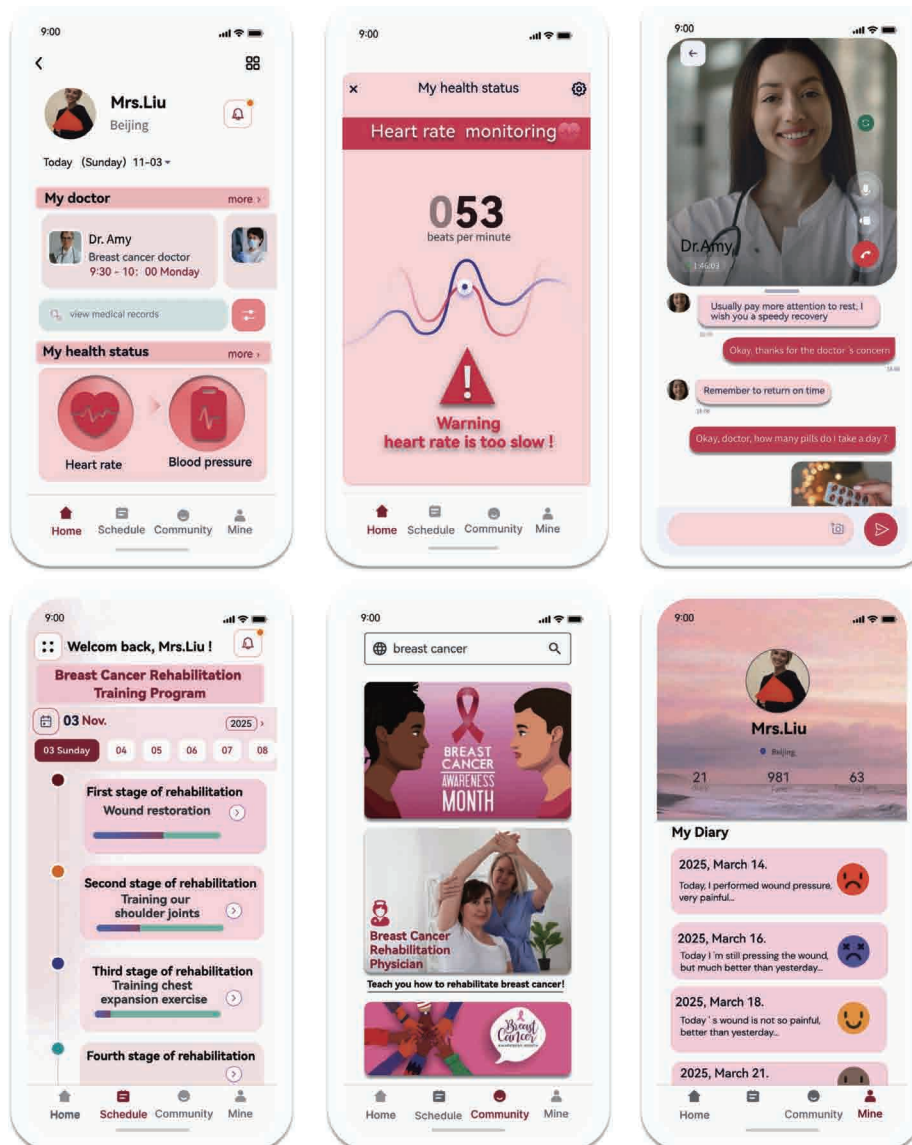 9:00
Mrs.Liu
Beijing
Today (Sunday) 11-03
My doctor more
Dr. Amy
Breast cancer doctor
9:30 - 10: 00 Monday
view medical records
My health status more
Heart rate
Blood pressure
Home Schedule Community Mine
9:00
My health status
Heart rate monitoring
053
beats per minute
Warning
heart rate is too slow !
Home Schedule Community Mine
9:00
Dr.Amy
1:46:03
Usually pay more attention to rest, I
wish you a speedy recovery
Okay, thanks for the doctor 's concern
Remember to return on time
Okay, doctor, how many pills do I take a day ?
9:00
Welcom back, Mrs.Liu !
Breast Cancer Rehabilitation
Training Program
03 Nov. 2025
03 Sunday 04 05 06 07 08
First stage of rehabilitation
Wound restoration
Second stage of rehabilitation
Training our
shoulder joints
Third stage of rehabilitation
Training chest
expansion exercise
Fourth stage of rehabilitation
Home Schedule Community Mine
9:00
breast cancer
BREAST
CANCER
AWARENESS
MONTH
Breast Cancer
Rehabilitation
Physician
Teach you how to rehabilitate breast cancer!
Breast
Cancer
AWARENESS MONTH
Home Schedule Community Mine
9:00
Mrs.Liu
Beijing
21 981 63
My Diary
2025, March 14.
Today, I performed wound pressure,
very painful...
2025, March 16.
Today I 'm still pressing the wound,
but much better than yesterday...
2025, March 18.
Today ' s wound is not so painful,
better than yesterday...
2025, March 21.
Home Community Mine